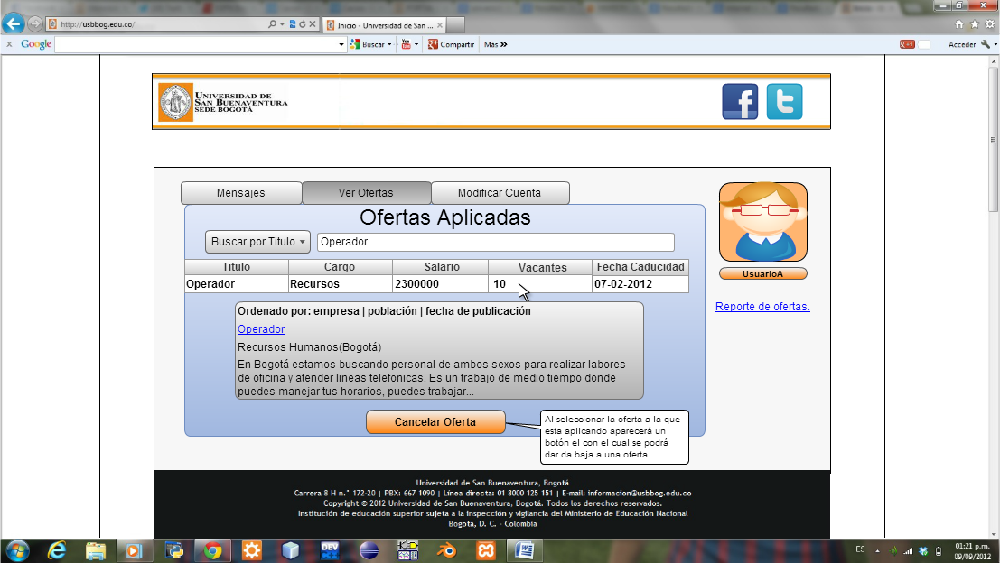 http://usbbog.edu.co/
Inicio - Universidad de San ...
Google
Buscar
You Tube
Compartir
Más »
+1
Acceder
UNIVERSIDAD DE
SAN BUENAVENTURA
SEDE BOGOTÁ
f
t
Mensajes
Ver Ofertas
Modificar Cuenta
Ofertas Aplicadas
Buscar por Titulo
Operador
Titulo Cargo Salario Vacantes Fecha Caducidad
Operador Recursos 2300000 10 07-02-2012
Ordenado por: empresa | población | fecha de publicación
Operador
Recursos Humanos(Bogotá)
En Bogotá estamos buscando personal de ambos sexos para realizar labores
de oficina y atender lineas telefonicas. Es un trabajo de medio tiempo donde
puedes manejar tus horarios, puedes trabajar...
Cancelar Oferta
Al seleccionar la oferta a la que
esta aplicando aparecerá un
botón el con el cual se podrá
dar da baja a una oferta.
UsuarioA
Reporte de ofertas.
Universidad de San Buenaventura, Bogotá
Carrera 8 H n.° 172-20 | PBX: 667 1090 | Línea directa: 01 8000 125 151 | E-mail: informacion@usbbog.edu.co
Copyright © 2012 Universidad de San Buenaventura, Bogotá. Todos los derechos reservados.
Institución de educación superior sujeta a la inspección y vigilancia del Ministerio de Educación Nacional
Bogotá, D. C. - Colombia
DEV
ES
01:21 p.m.
09/09/2012